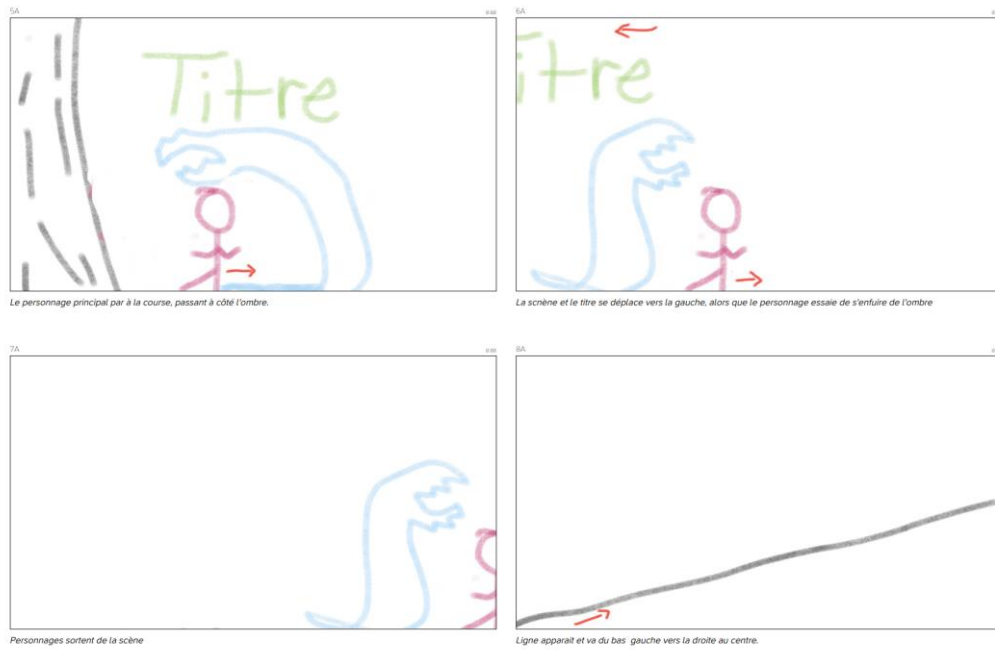 5A
6A
Titre
itre
Le personnage principal par à la course, passant à côté l'ombre.
La scnène et le titre se déplace vers la gauche, alors que le personnage essaie de s'enfuire de l'ombre
7A
8A
Personnages sortent de la scène
Ligne apparait et va du bas gauche vers la droite au centre.